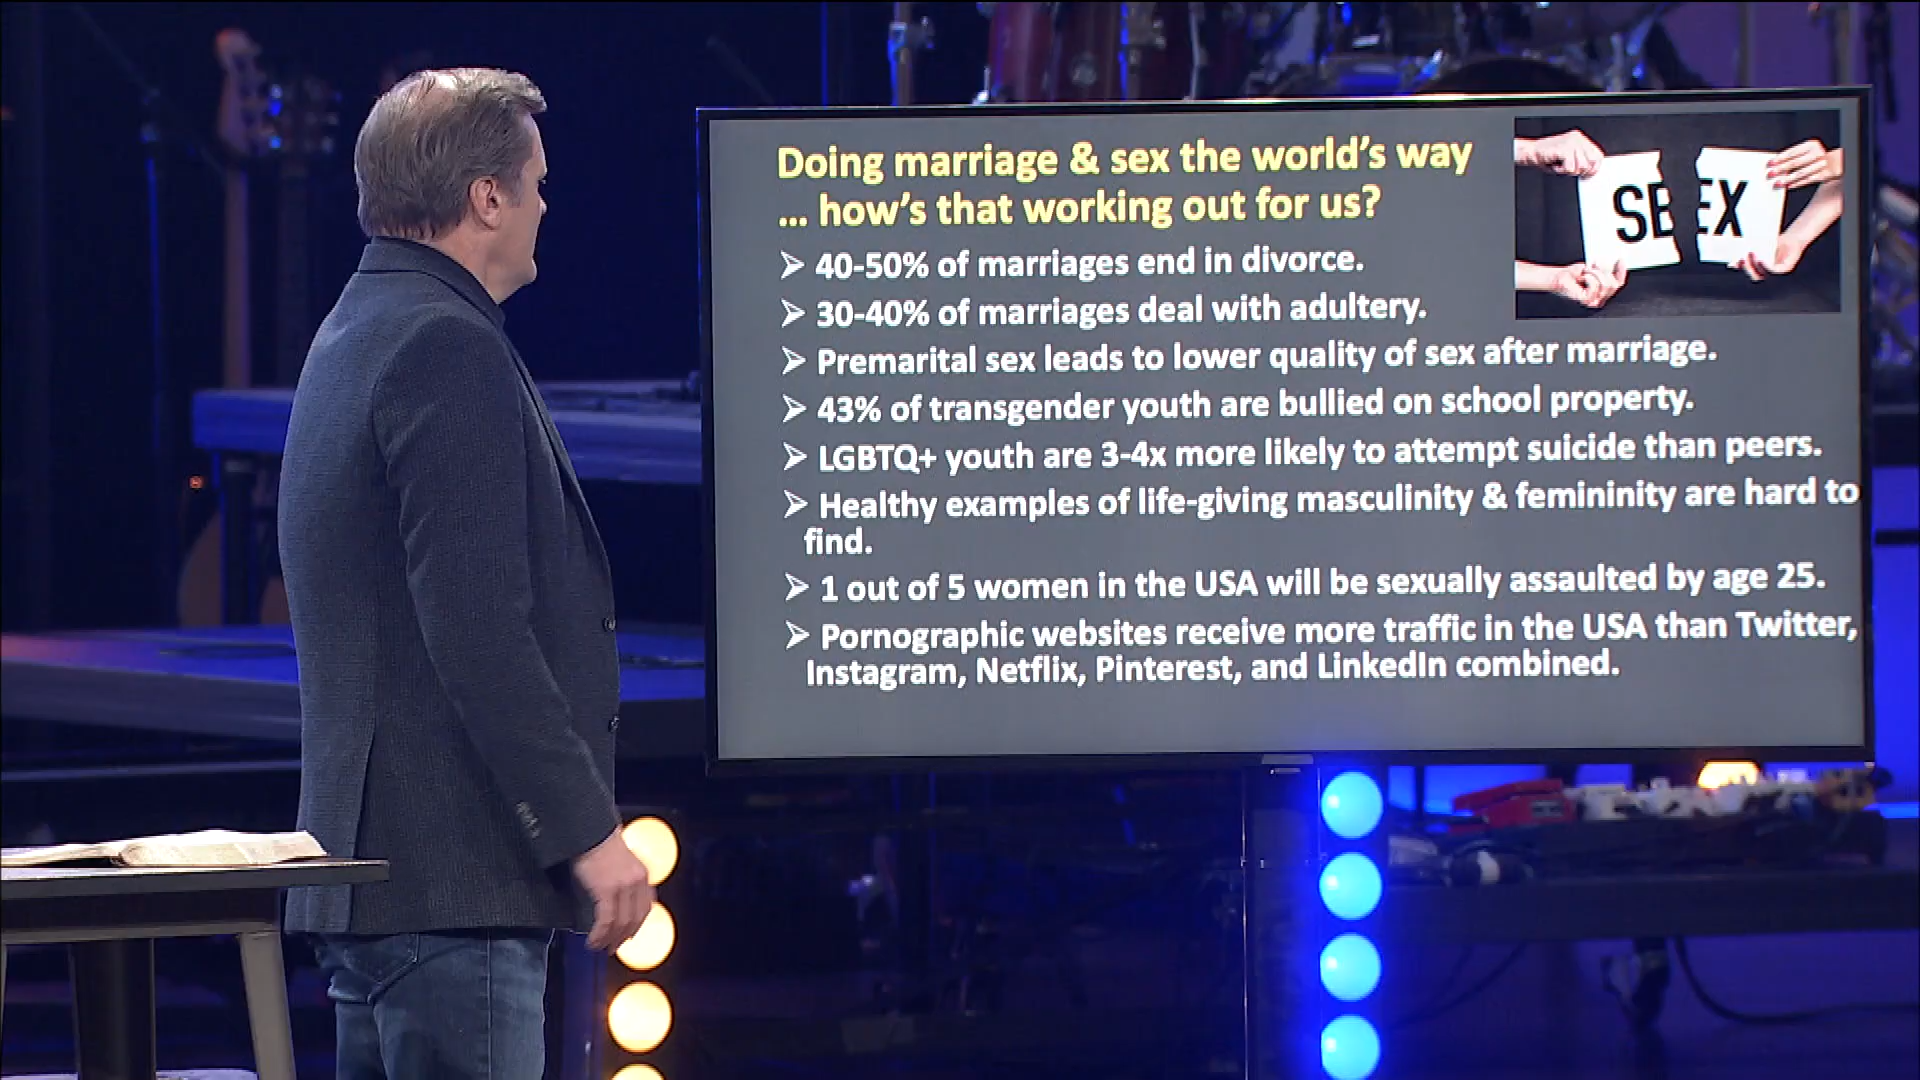 Doing marriage & sex the world's way
... how's that working out for us?
SE EX
➢ 40-50% of marriages end in divorce.
➢ 30-40% of marriages deal with adultery.
➢ Premarital sex leads to lower quality of sex after marriage.
➢ 43% of transgender youth are bullied on school property.
➢ LGBTQ+ youth are 3-4x more likely to attempt suicide than peers.
➢ Healthy examples of life-giving masculinity & femininity are hard to
find.
➢ 1 out of 5 women in the USA will be sexually assaulted by age 25.
➢ Pornographic websites receive more traffic in the USA than Twitter,
Instagram, Netflix, Pinterest, and LinkedIn combined.